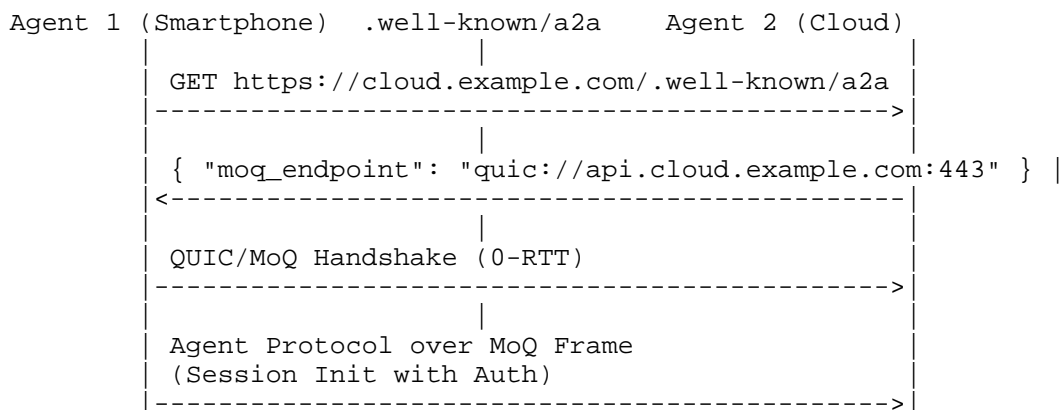 Agent 1 (Smartphone) .well-known/a2a Agent 2 (Cloud)
GET https://cloud.example.com/.well-known/a2a
{ "moq_endpoint": "quic://api.cloud.example.com:443" }
QUIC/MoQ Handshake (0-RTT)
Agent Protocol over MoQ Frame
(Session Init with Auth)